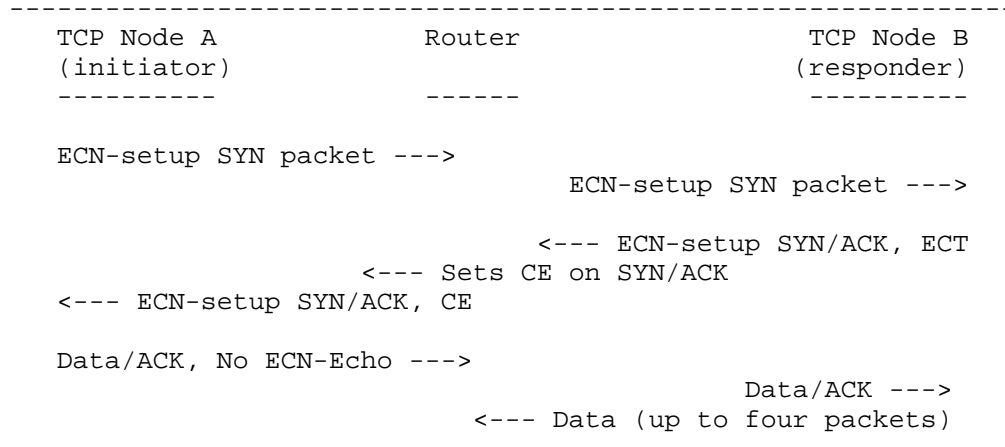 ----------------------------------------------------------------
TCP Node A Router TCP Node B
(initiator) (responder)
---------- ------ ----------
ECN-setup SYN packet --->
ECN-setup SYN packet --->
<--- ECN-setup SYN/ACK, ECT
<--- Sets CE on SYN/ACK
<--- ECN-setup SYN/ACK, CE
Data/ACK, No ECN-Echo --->
Data/ACK --->
<--- Data (up to four packets)